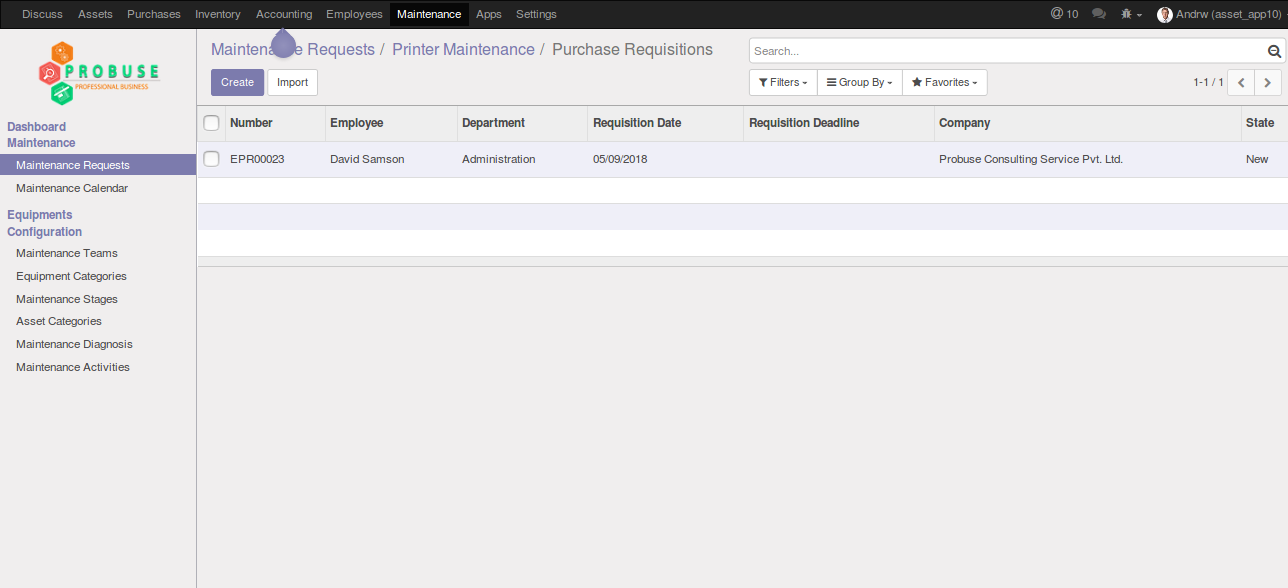 Discuss Assets Purchases Inventory Accounting Employees Maintenance Apps Settings @ 10 Andrw (asset_app10)
PROBUSE
PROFESSIONAL BUSINESS
Maintenance Requests / Printer Maintenance / Purchase Requisitions
Search...
Create Import
Filters Group By Favorites 1-1 / 1
Dashboard
Maintenance
Maintenance Requests
Maintenance Calendar
Equipments
Configuration
Maintenance Teams
Equipment Categories
Maintenance Stages
Asset Categories
Maintenance Diagnosis
Maintenance Activities
Number Employee Department Requisition Date Requisition Deadline Company State
EPR00023 David Samson Administration 05/09/2018 Probuse Consulting Service Pvt. Ltd. New